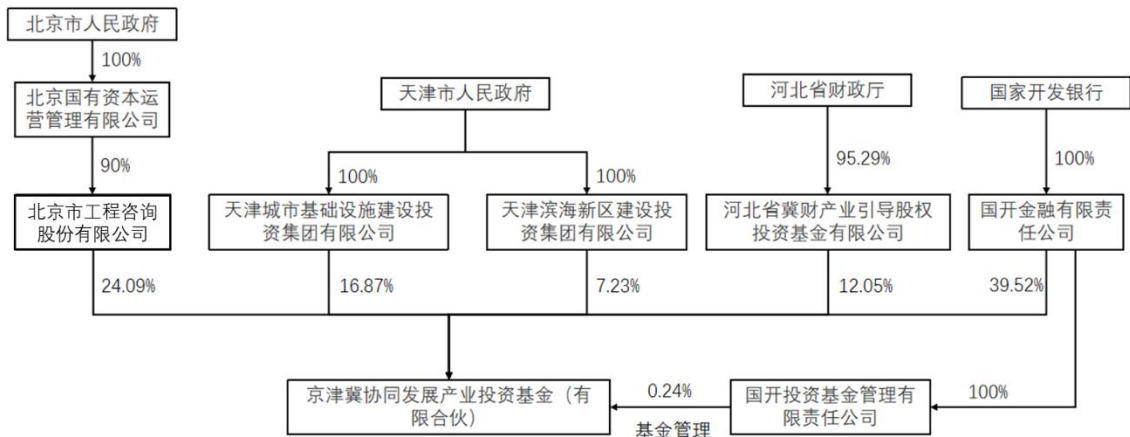 北京市人民政府
100%
北京国有资本运
营管理有限公司
天津市人民政府
河北省财政厅
国家开发银行
90%
95.29%
100%
100%
100%
北京市工程咨询
股份有限公司
天津城市基础设施建设投
资集团有限公司
天津滨海新区建设投
资集团有限公司
河北省冀财产业引导股权
投资基金有限公司
国开金融有限责
任公司
24.09%
16.87%
7.23%
12.05%
39.52%
京津冀协同发展产业投资基金（有
限合伙）
0.24%
基金管理
国开投资基金管理有
限责任公司
100%